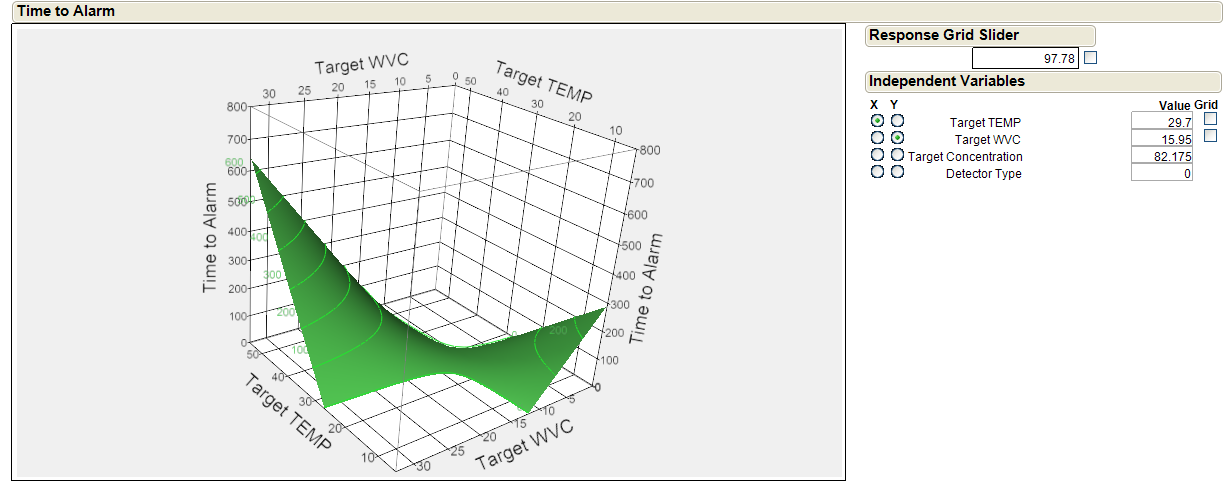 Time to Alarm
Target WVC
Target TEMP
30 25 20 15 10 5 0
50 40 30 20 10
800
700
600
500
400
300
200
100
0
Time to Alarm
600
500
400
300
200
100
0
200
800
700
600
500
400
300
200
100
0
Time to Alarm
50
40
30
20
10
Target TEMP
30
25
20
15
10
5
Target WVC
Response Grid Slider
97.78
Independent Variables
X Y Value Grid
Target TEMP 29.7
Target WVC 15.95
Target Concentration 82.175
Detector Type 0